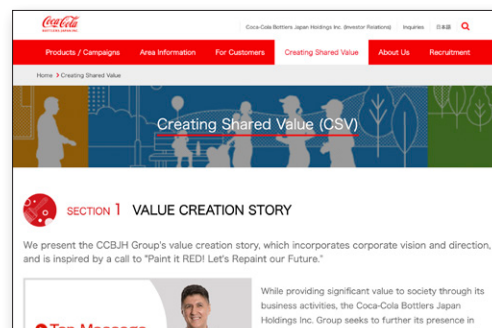 Coca-Cola
BOTTLERS JAPAN INC.
Coca-Cola Bottlers Japan Holdings Inc. (Investor Relations) Inquiries 日本語
Products / Campaigns Area Information For Customers Creating Shared Value About Us Recruitment
Home Creating Shared Value
Creating Shared Value (CSV)
SECTION 1 VALUE CREATION STORY
We present the CCBJH Group's value creation story, which incorporates corporate vision and direction,
and is inspired by a call to "Paint it RED! Let's Repaint our Future."
While providing significant value to society through its
business activities, the Coca-Cola Bottlers Japan
Holdings Inc. Group seeks to further its presence in
Top Message